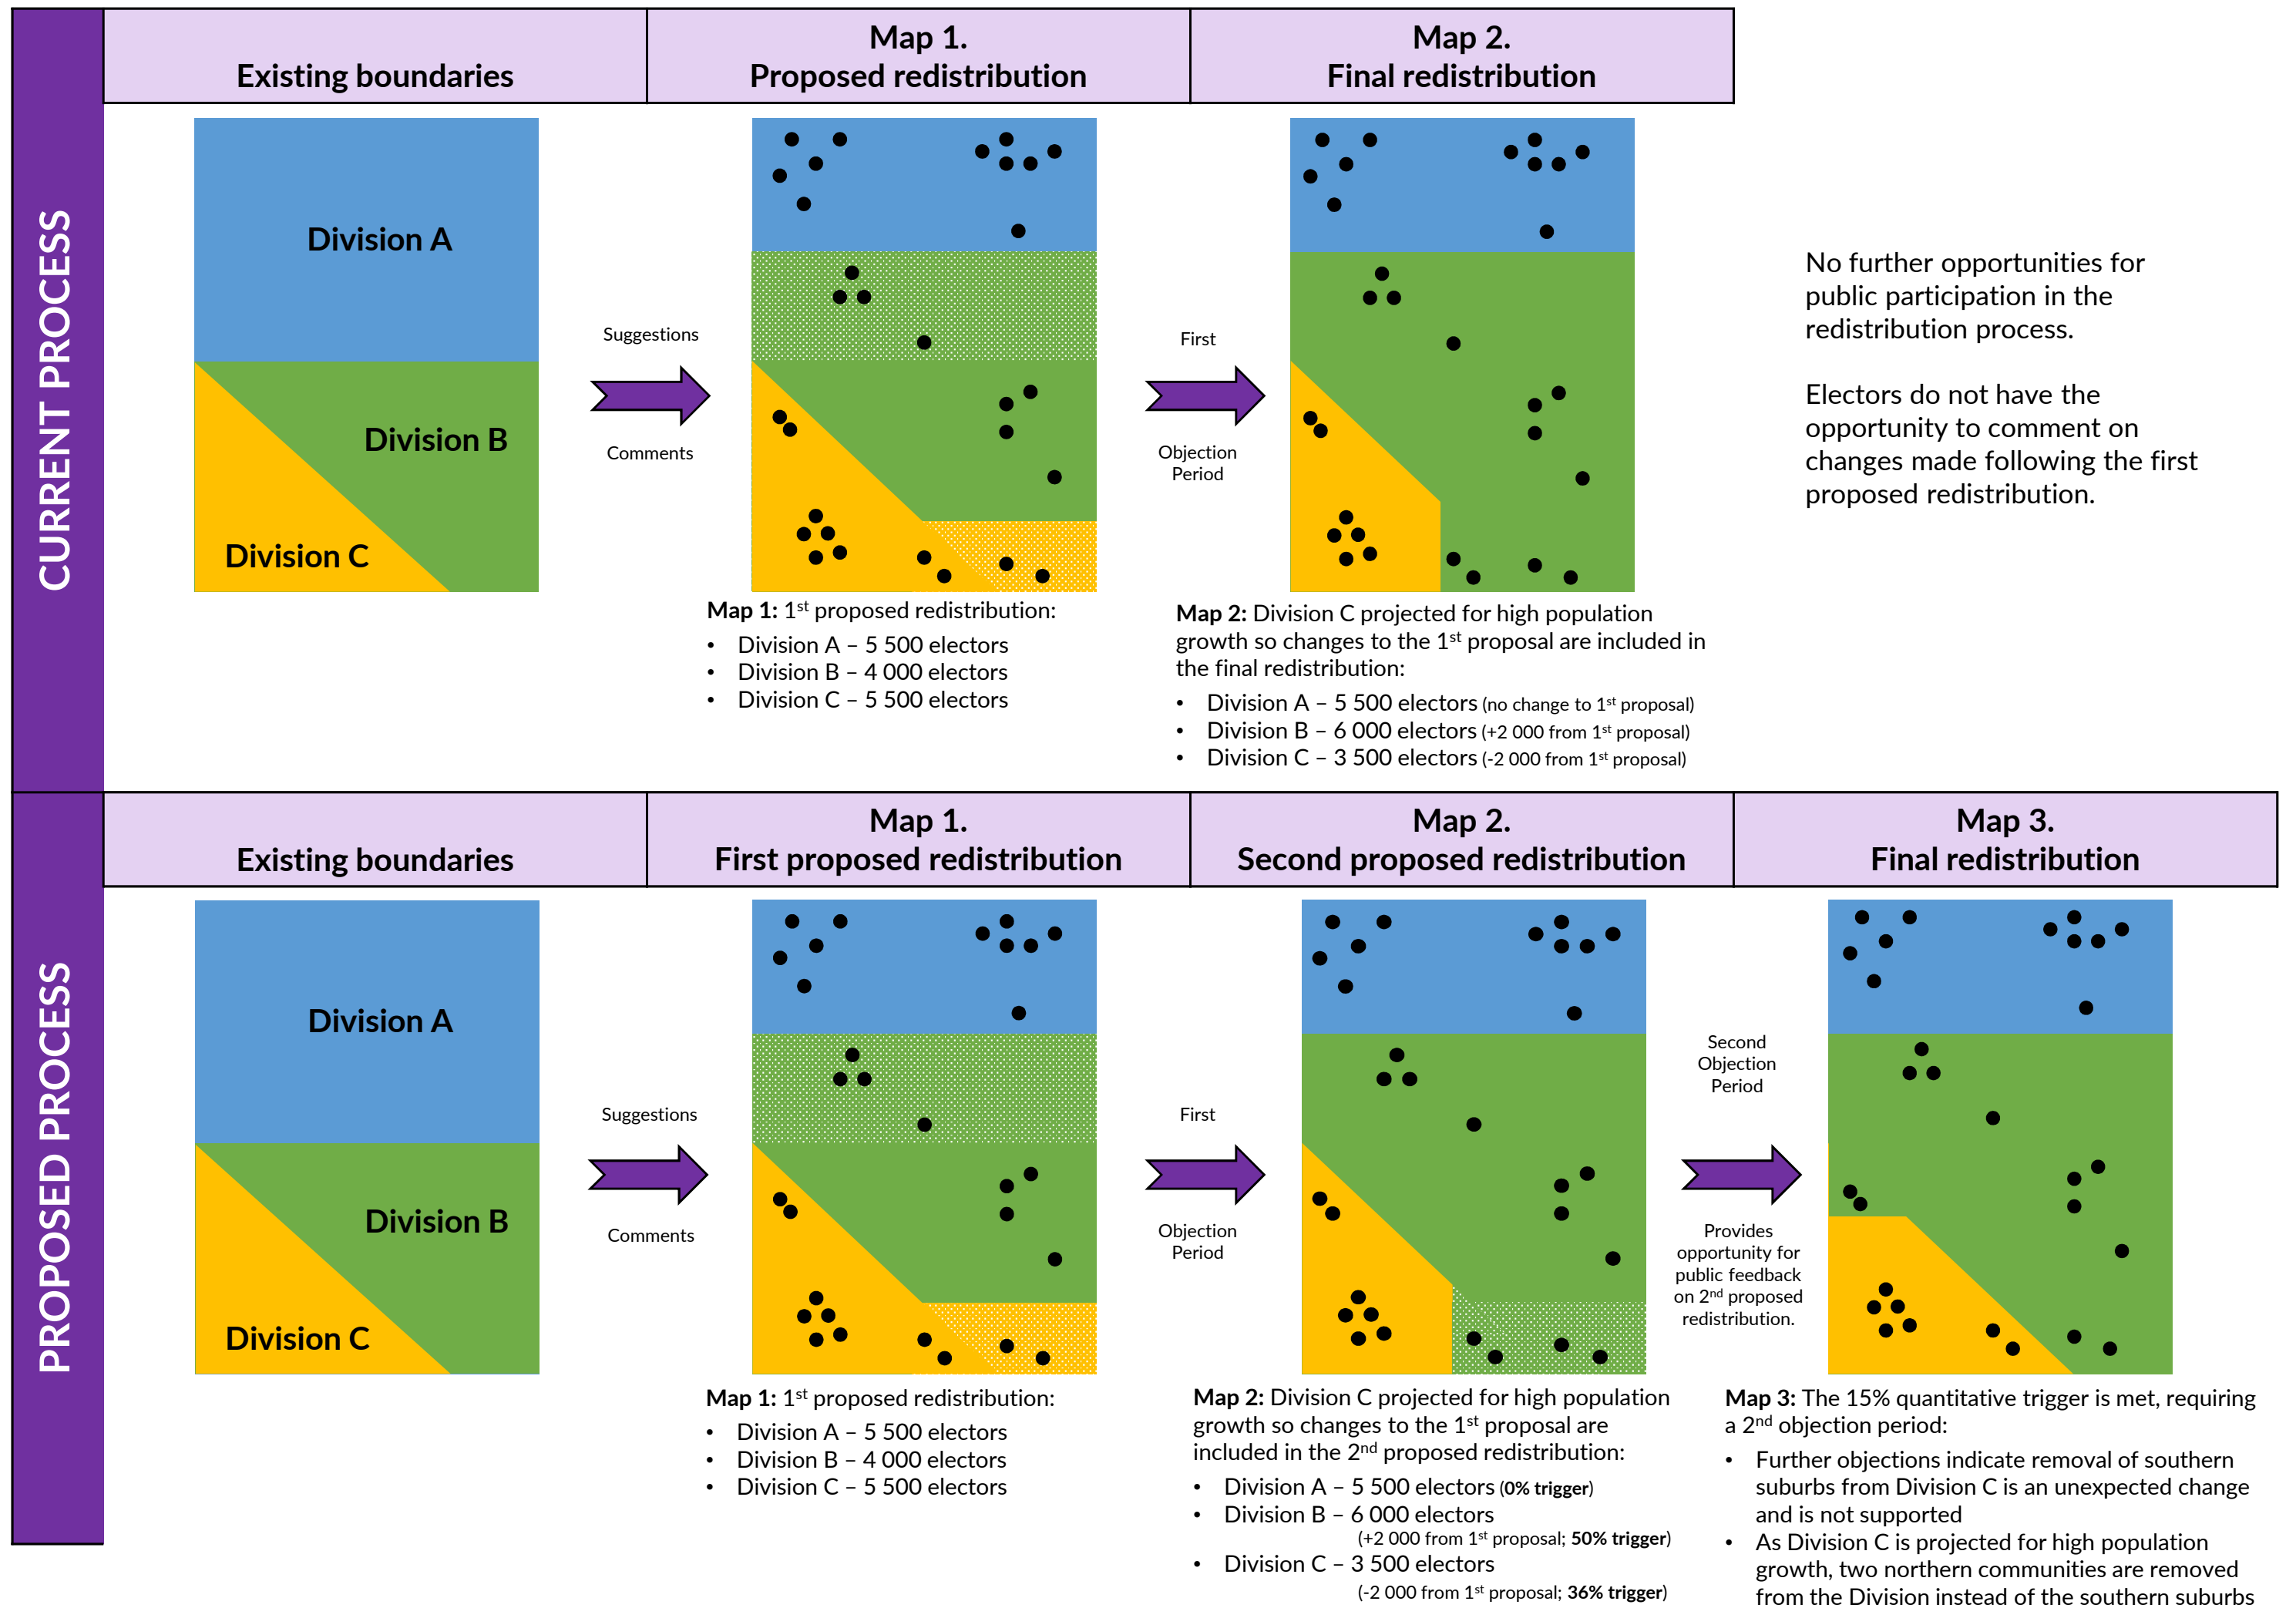 CURRENT PROCESS
Existing boundaries
Map 1.
Proposed redistribution
Map 2.
Final redistribution
Division A
Division B
Division C
Suggestions
Comments
First
Objection
Period
No further opportunities for
public participation in the
redistribution process.
Electors do not have the
opportunity to comment on
changes made following the first
proposed redistribution.
Map 1: 1st proposed redistribution:
• Division A – 5 500 electors
• Division B – 4 000 electors
• Division C – 5 500 electors
Map 2: Division C projected for high population
growth so changes to the 1st proposal are included in
the final redistribution:
• Division A – 5 500 electors (no change to 1st proposal)
• Division B – 6 000 electors (+2 000 from 1st proposal)
• Division C – 3 500 electors (-2 000 from 1st proposal)
PROPOSED PROCESS
Existing boundaries
Map 1.
First proposed redistribution
Map 2.
Second proposed redistribution
Map 3.
Final redistribution
Division A
Division B
Division C
Suggestions
Comments
First
Objection
Period
Second
Objection
Period
Provides
opportunity for
public feedback
on 2nd proposed
redistribution.
Map 1: 1st proposed redistribution:
• Division A – 5 500 electors
• Division B – 4 000 electors
• Division C – 5 500 electors
Map 2: Division C projected for high population
growth so changes to the 1st proposal are
included in the 2nd proposed redistribution:
• Division A – 5 500 electors (0% trigger)
• Division B – 6 000 electors
(+2 000 from 1st proposal; 50% trigger)
• Division C – 3 500 electors
(-2 000 from 1st proposal; 36% trigger)
Map 3: The 15% quantitative trigger is met, requiring
a 2nd objection period:
• Further objections indicate removal of southern
suburbs from Division C is an unexpected change
and is not supported
• As Division C is projected for high population
growth, two northern communities are removed
from the Division instead of the southern suburbs